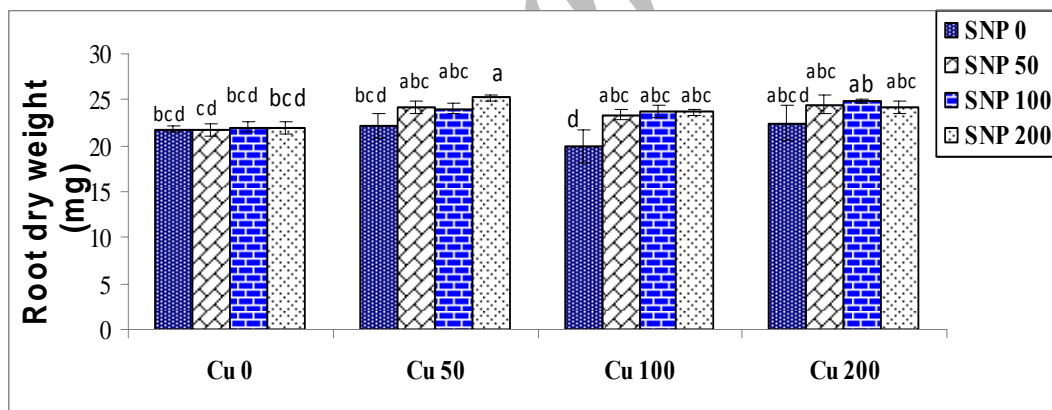 SNP 0
SNP 50
SNP 100
SNP 200
Root dry weight
(mg)
30
25
20
15
10
5
0
bcd cd bcd bcd
bcd abc abc a
d abc abc abc
abcd abc ab abc
Cu 0 Cu 50 Cu 100 Cu 200